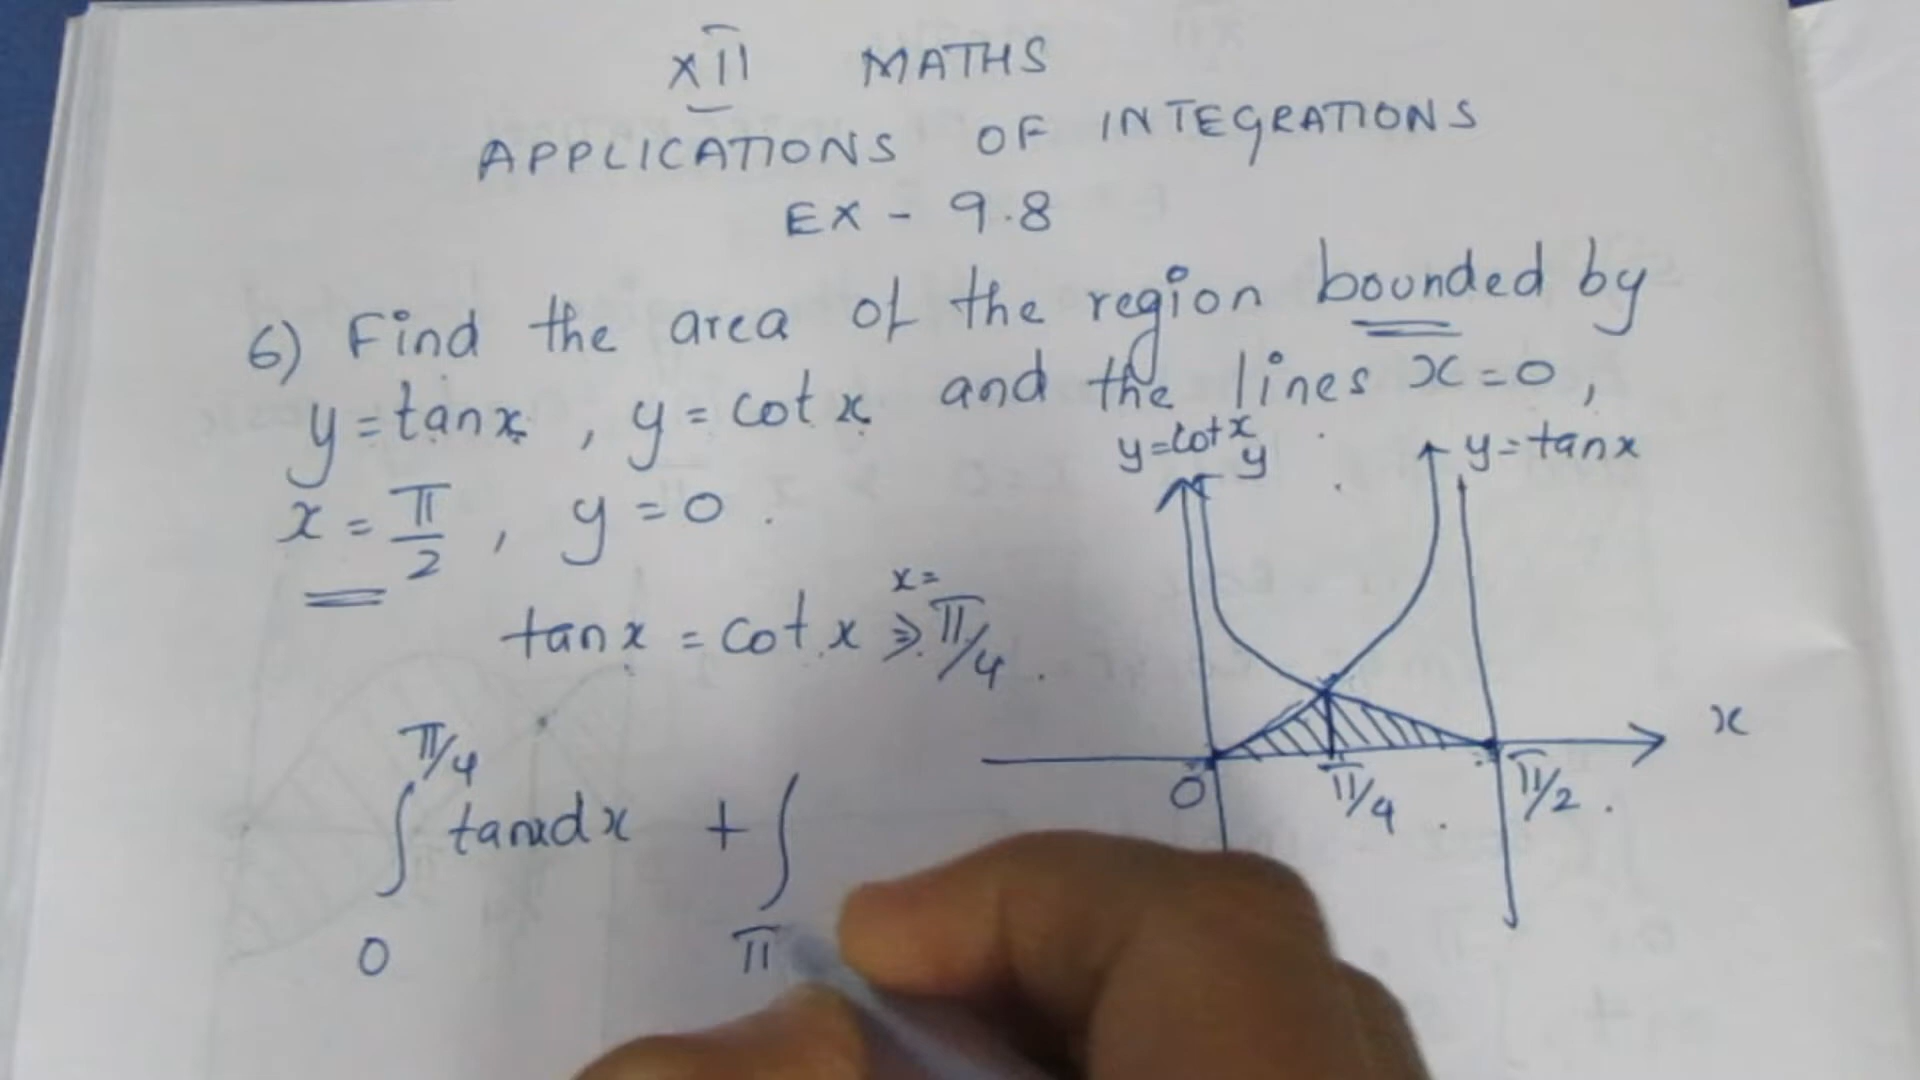 XII MATHS
APPLICATIONS OF INTEGRATIONS
EX - 9.8
6) Find the area of the region bounded by
y = tan x , y = cot x and the lines x = 0 ,
x = π/2 , y = 0 .
y = cot x
y
y = tan x
x =
tan x = cot x ⇒ π/4 .
x
0 π/4 π/2 .
π/4
∫ tan x dx + ∫
0 π